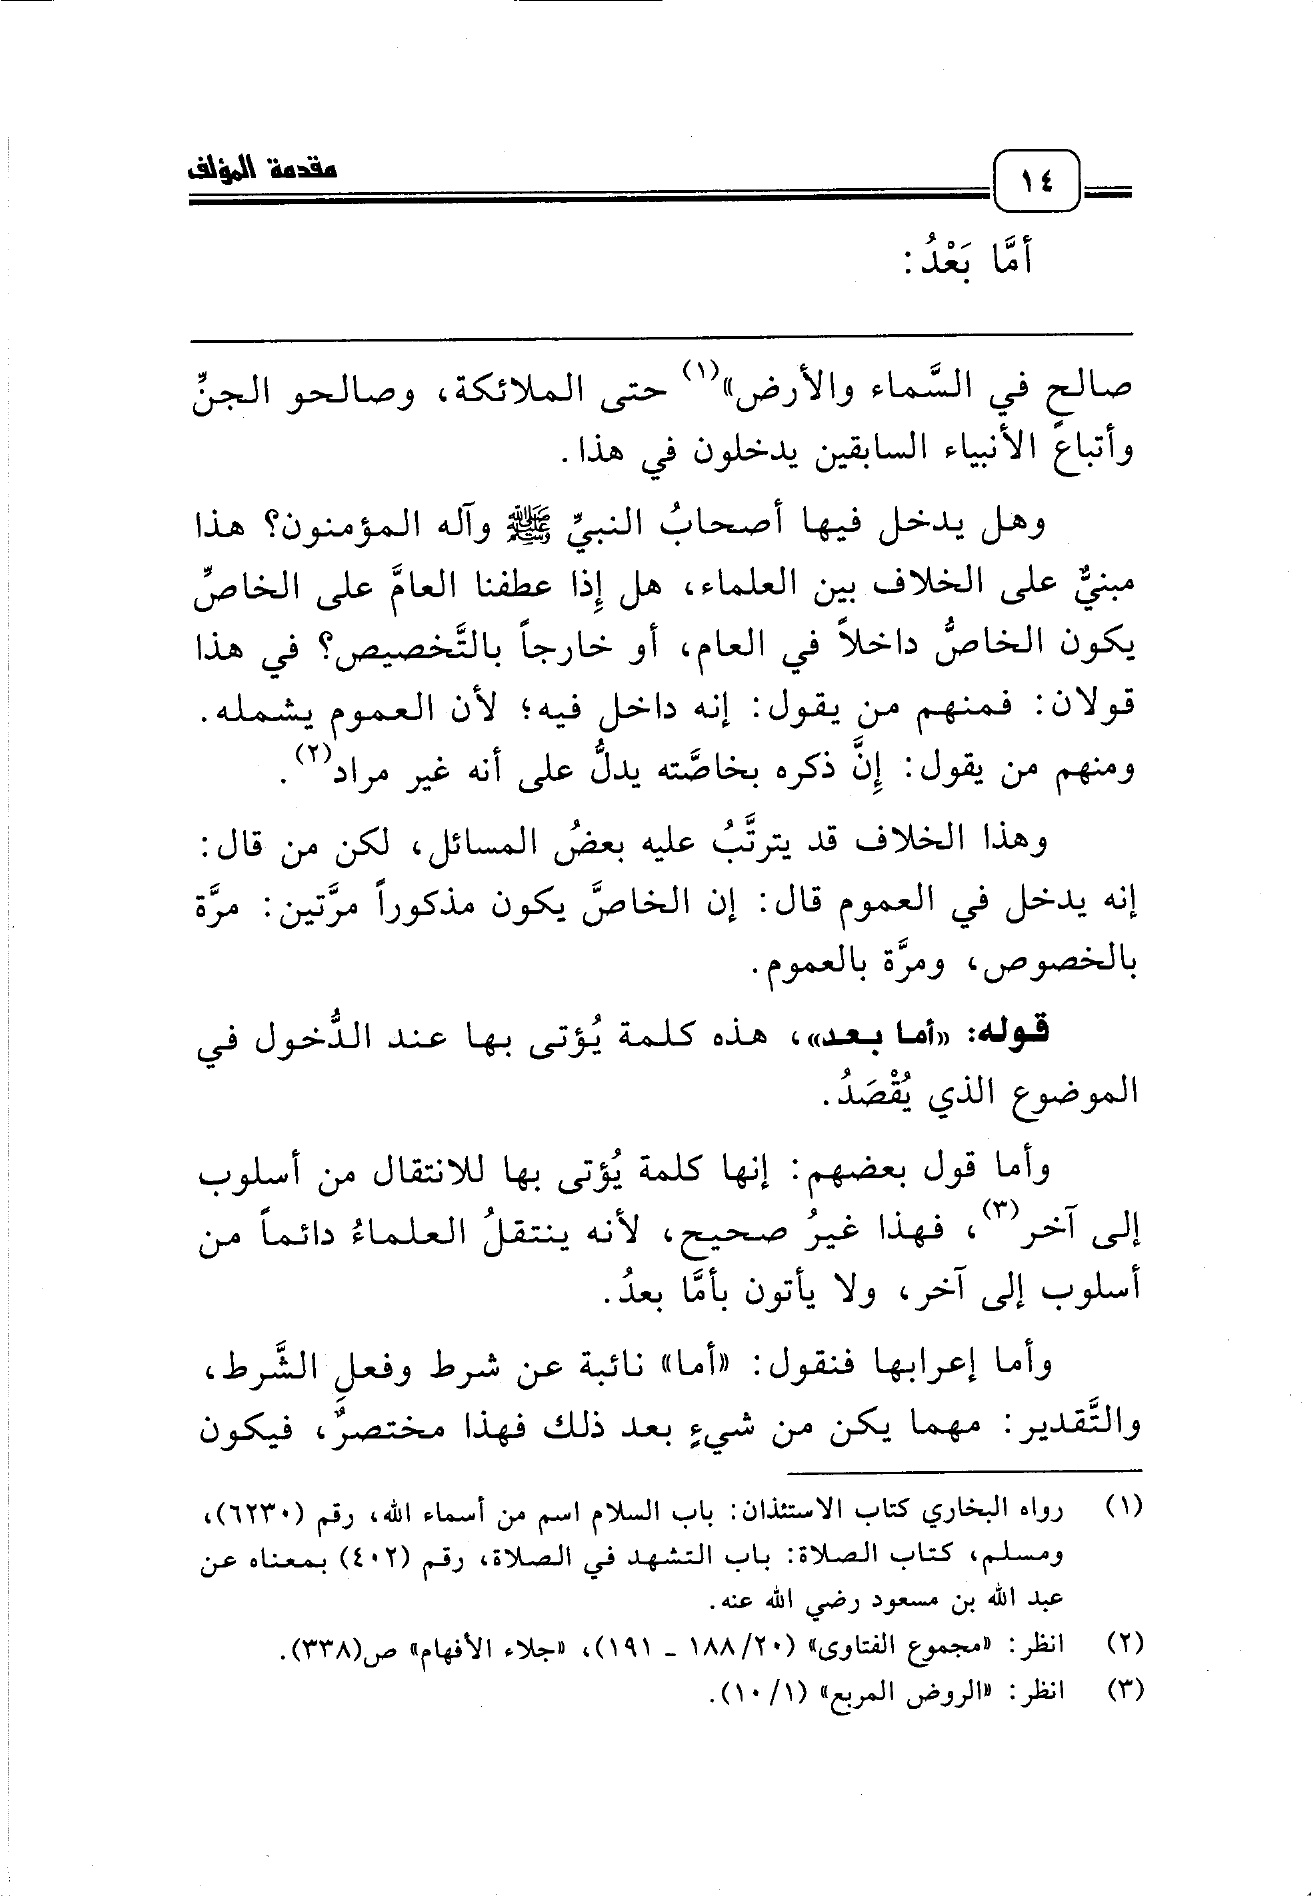 ١٤ مقدمة المؤلف
أمَّا بَعْدُ:
صالح في السَّماء والأرض»(١) حتى الملائكة، وصالحو الجنِّ
وأتباعُ الأنبياء السابقين يدخلون في هذا.
وهل يدخل فيها أصحابُ النبيِّ ﷺ وآله المؤمنون؟ هذا
مبنيٌّ على الخلاف بين العلماء، هل إِذا عطفنا العامَّ على الخاصِّ
يكون الخاصُّ داخلاً في العام، أو خارجاً بالتَّخصيص؟ في هذا
قولان: فمنهم من يقول: إنه داخل فيه؛ لأن العموم يشمله.
ومنهم من يقول: إِنَّ ذكره بخاصَّته يدلُّ على أنه غير مراد(٢).
وهذا الخلاف قد يترتَّبُ عليه بعضُ المسائل، لكن من قال:
إنه يدخل في العموم قال: إن الخاصَّ يكون مذكوراً مرَّتين: مرَّة
بالخصوص، ومرَّة بالعموم.
قوله: «أما بعد»، هذه كلمة يُؤتى بها عند الدُّخول في
الموضوع الذي يُقْصَدُ.
وأما قول بعضهم: إنها كلمة يُؤتى بها للانتقال من أسلوب
إلى آخر(٣)، فهذا غيرُ صحيح، لأنه ينتقلُ العلماءُ دائماً من
أسلوب إلى آخر، ولا يأتون بأمَّا بعدُ.
وأما إعرابها فنقول: «أما» نائبة عن شرط وفعلِ الشَّرط،
والتَّقدير: مهما يكن من شيءٍ بعد ذلك فهذا مختصرٌ، فيكون
(١) رواه البخاري كتاب الاستئذان: باب السلام اسم من أسماء الله، رقم (٦٢٣٠)،
ومسلم، كتاب الصلاة: باب التشهد في الصلاة، رقم (٤٠٢) بمعناه عن
عبد الله بن مسعود رضي الله عنه.
(٢) انظر: «مجموع الفتاوى» (٢٠/ ١٨٨ ـ ١٩١)، «جلاء الأفهام» ص(٣٣٨).
(٣) انظر: «الروض المربع» (١/ ١٠).